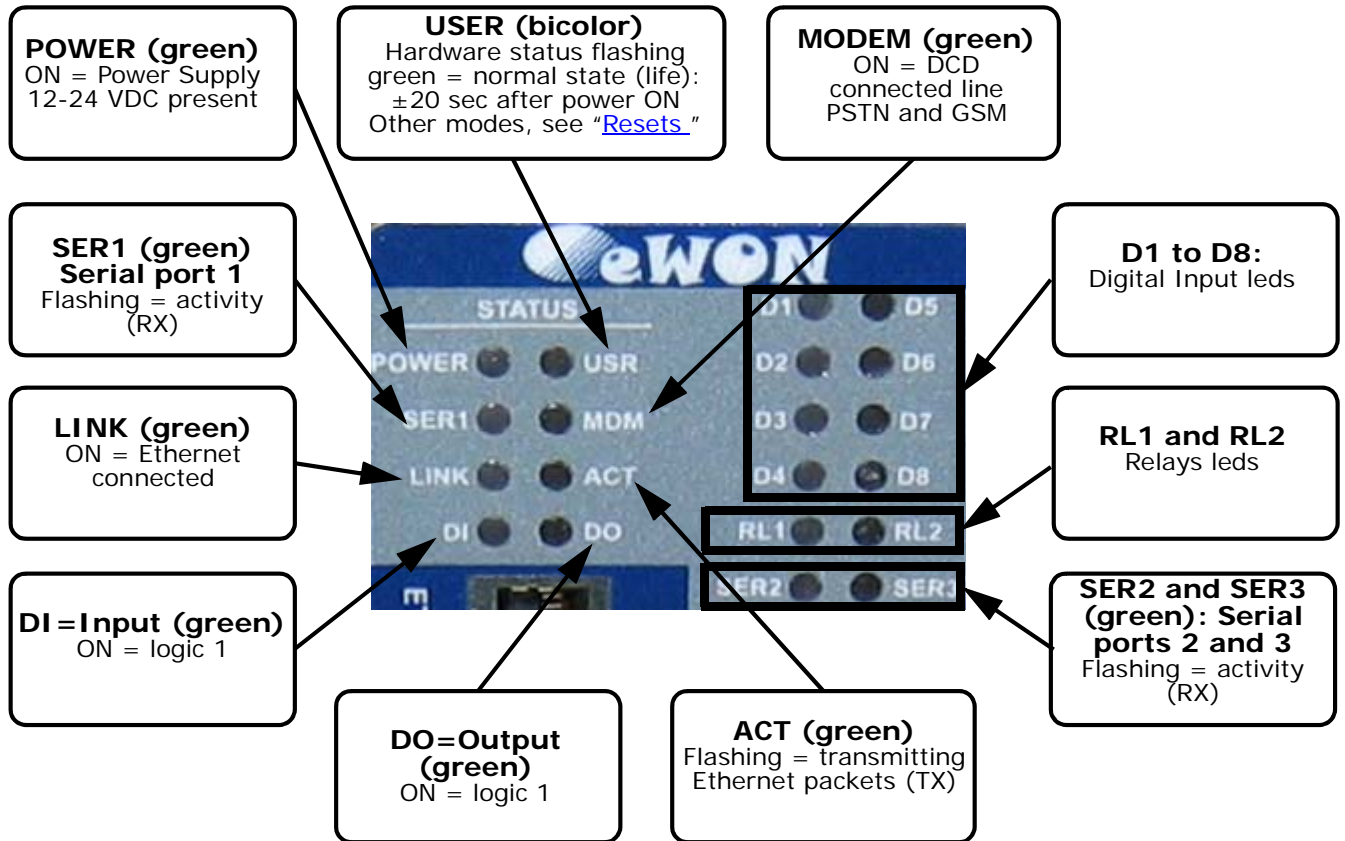 POWER (green)
ON = Power Supply
12-24 VDC present
USER (bicolor)
Hardware status flashing
green = normal state (life):
±20 sec after power ON
Other modes, see “Resets ”
MODEM (green)
ON = DCD
connected line
PSTN and GSM
SER1 (green)
Serial port 1
Flashing = activity
(RX)
LINK (green)
ON = Ethernet
connected
DI=Input (green)
ON = logic 1
eWON
STATUS
POWER USR
SER1 MDM
LINK ACT
DI DO
D1 D5
D2 D6
D3 D7
D4 D8
RL1 RL2
SER2 SER3
D1 to D8:
Digital Input leds
RL1 and RL2
Relays leds
SER2 and SER3
(green): Serial
ports 2 and 3
Flashing = activity
(RX)
DO=Output
(green)
ON = logic 1
ACT (green)
Flashing = transmitting
Ethernet packets (TX)